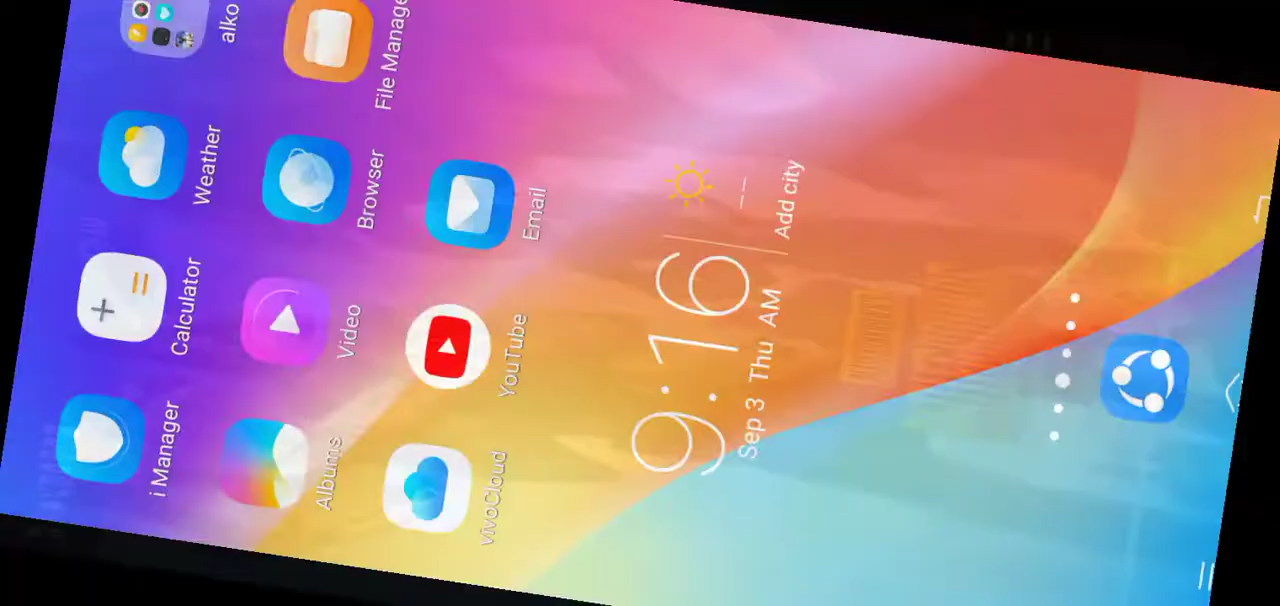 i Manager
Calculator
Weather
alko
Albums
Video
Browser
File Manage
vivoCloud
YouTube
Email
9:16
Sep 3 Thu AM
--
Add city